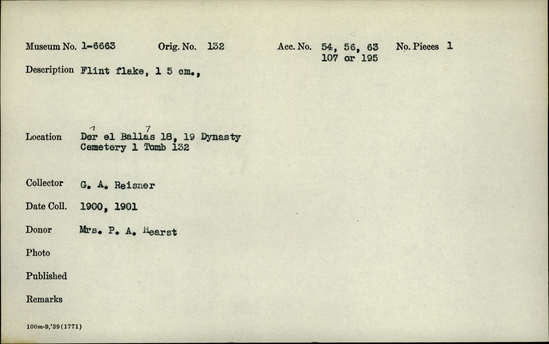 Museum No. 1-6663 Orig. No. 132 Acc. No. 54, 56, 63 No. Pieces 1
107 or 195
Description Flint flake, l 5 cm.,
Location Der el Ballas 18, 19 Dynasty
Cemetery 1 Tomb 132
Collector G. A. Reisner
Date Coll. 1900, 1901
Donor Mrs. P. A. Hearst
Photo
Published
Remarks
100m-9,'39(1771)